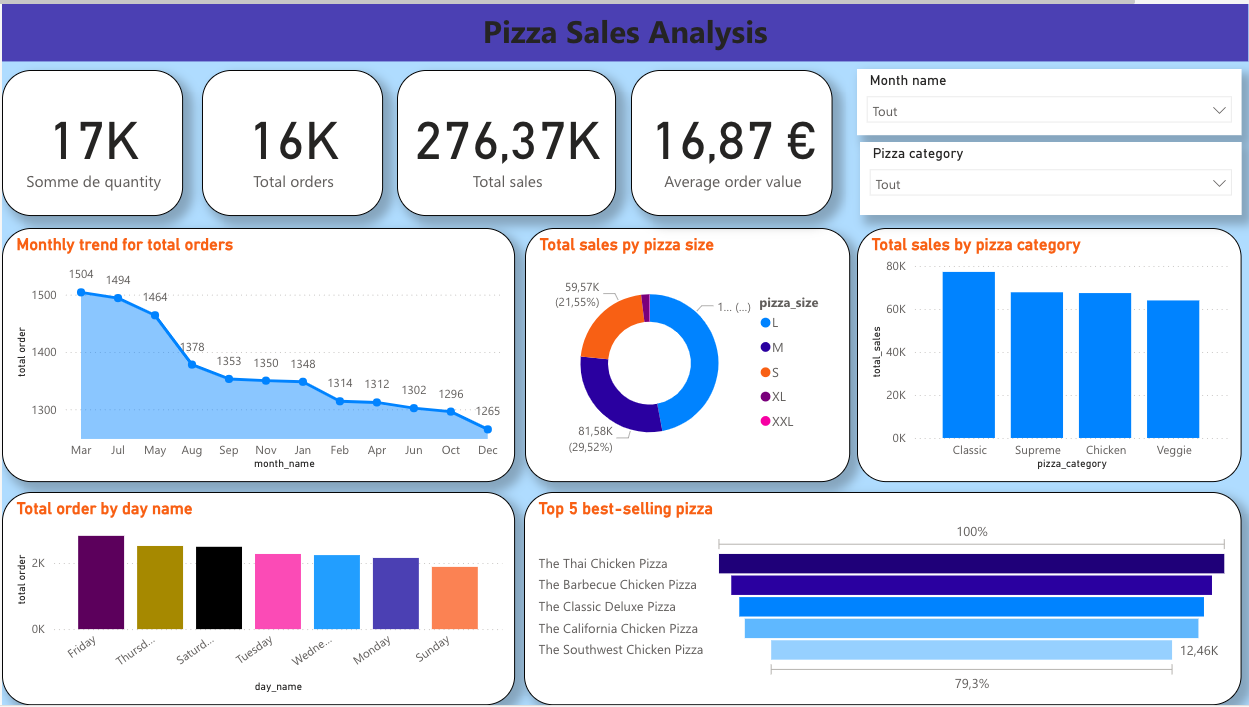 Pizza Sales Analysis
17K
Somme de quantity
16K
Total orders
276,37K
Total sales
16,87 €
Average order value
Month name
Tout
Pizza category
Tout
Monthly trend for total orders
1504
1494
1464
1378
1353
1350
1348
1314
1312
1302
1296
1265
1500
1400
1300
total order
Mar Jul May Aug Sep Nov Jan Feb Apr Jun Oct Dec
month_name
Total sales py pizza size
59,57K
(21,55%)
1... (...)
81,58K
(29,52%)
pizza_size
L
M
S
XL
XXL
Total sales by pizza category
80K
60K
40K
20K
0K
total_sales
Classic Supreme Chicken Veggie
pizza_category
Total order by day name
2K
0K
total order
Friday Thursd... Saturd... Tuesday Wedne... Monday Sunday
day_name
Top 5 best-selling pizza
100%
The Thai Chicken Pizza
The Barbecue Chicken Pizza
The Classic Deluxe Pizza
The California Chicken Pizza
The Southwest Chicken Pizza
12,46K
79,3%